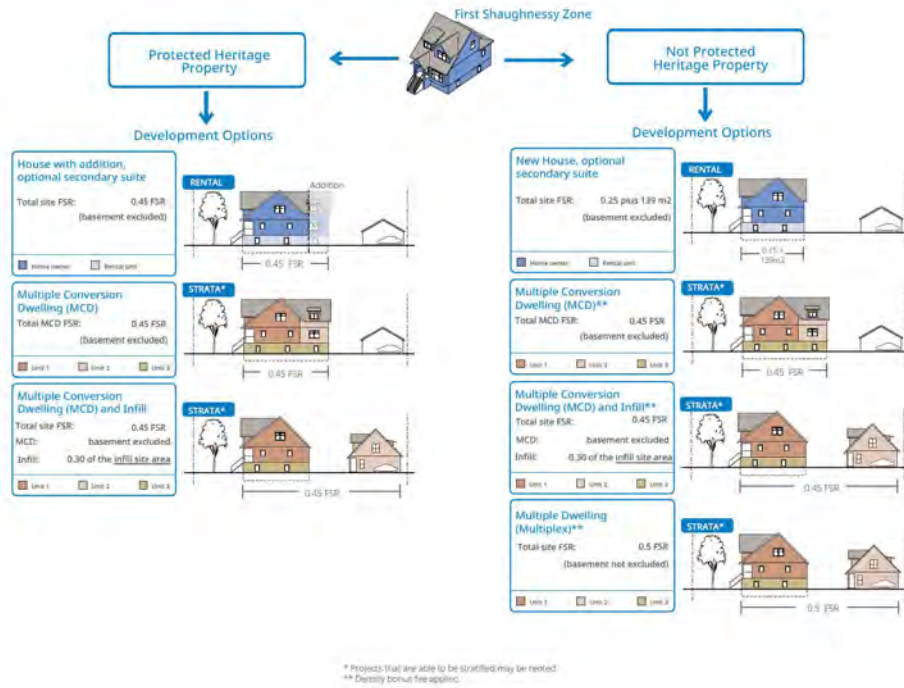 First Shaughnessy Zone
Protected Heritage
Property
Not Protected
Heritage Property
Development Options
House with addition,
optional secondary suite
Total site FSR: 0.45 FSR
(basement excluded)
Home owner Rental unit
RENTAL
Addition
0.45 FSR
Multiple Conversion
Dwelling (MCD)
Total MCD FSR: 0.45 FSR
(basement excluded)
Unit 1 Unit 2 Unit 3
STRATA*
0.45 FSR
Multiple Conversion
Dwelling (MCD) and Infill
Total site FSR: 0.45 FSR
MCD: basement excluded
Infill: 0.30 of the infill site area
Unit 1 Unit 2 Unit 3
STRATA*
0.45 FSR
Development Options
New House, optional
secondary suite
Total site FSR: 0.25 plus 139 m2
(basement excluded)
Home owner Rental unit
RENTAL
0.25 +
139m2
Multiple Conversion
Dwelling (MCD)**
Total MCD FSR: 0.45 FSR
(basement excluded)
Unit 1 Unit 2 Unit 3
STRATA*
0.45 FSR
Multiple Conversion
Dwelling (MCD) and Infill**
Total site FSR: 0.45 FSR
MCD: basement excluded
Infill: 0.30 of the infill site area
Unit 1 Unit 2 Unit 3
STRATA*
0.45 FSR
Multiple Dwelling
(Multiplex)**
Total site FSR: 0.5 FSR
(basement not excluded)
Unit 1 Unit 2 Unit 3
STRATA*
0.5 FSR
* Projects that are able to be stratified may be rented
** Density bonus fee applied